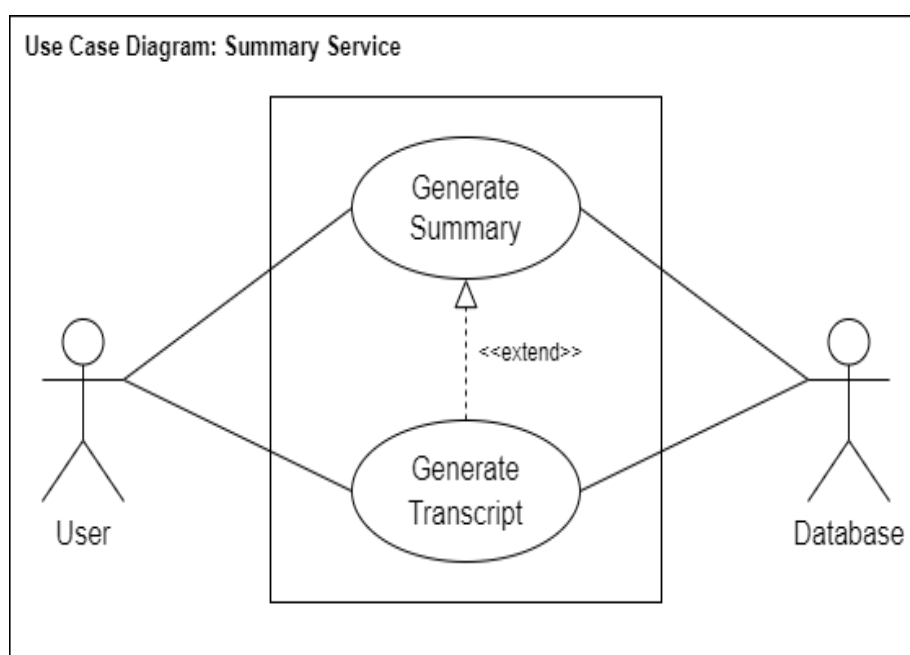 Use Case Diagram: Summary Service
Generate
Summary
<<extend>>
Generate
Transcript
User
Database